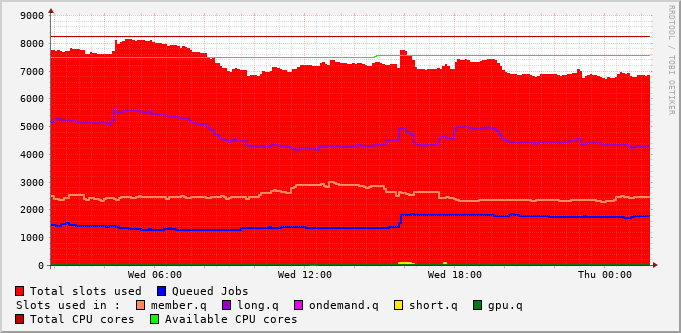 9000
8000
7000
6000
5000
4000
3000
2000
1000
0
Wed 06:00 Wed 12:00 Wed 18:00 Thu 00:00
Total slots used Queued Jobs
Slots used in : member.q long.q ondemand.q short.q gpu.q
Total CPU cores Available CPU cores
RRDTOOL / TOBI OETIKER